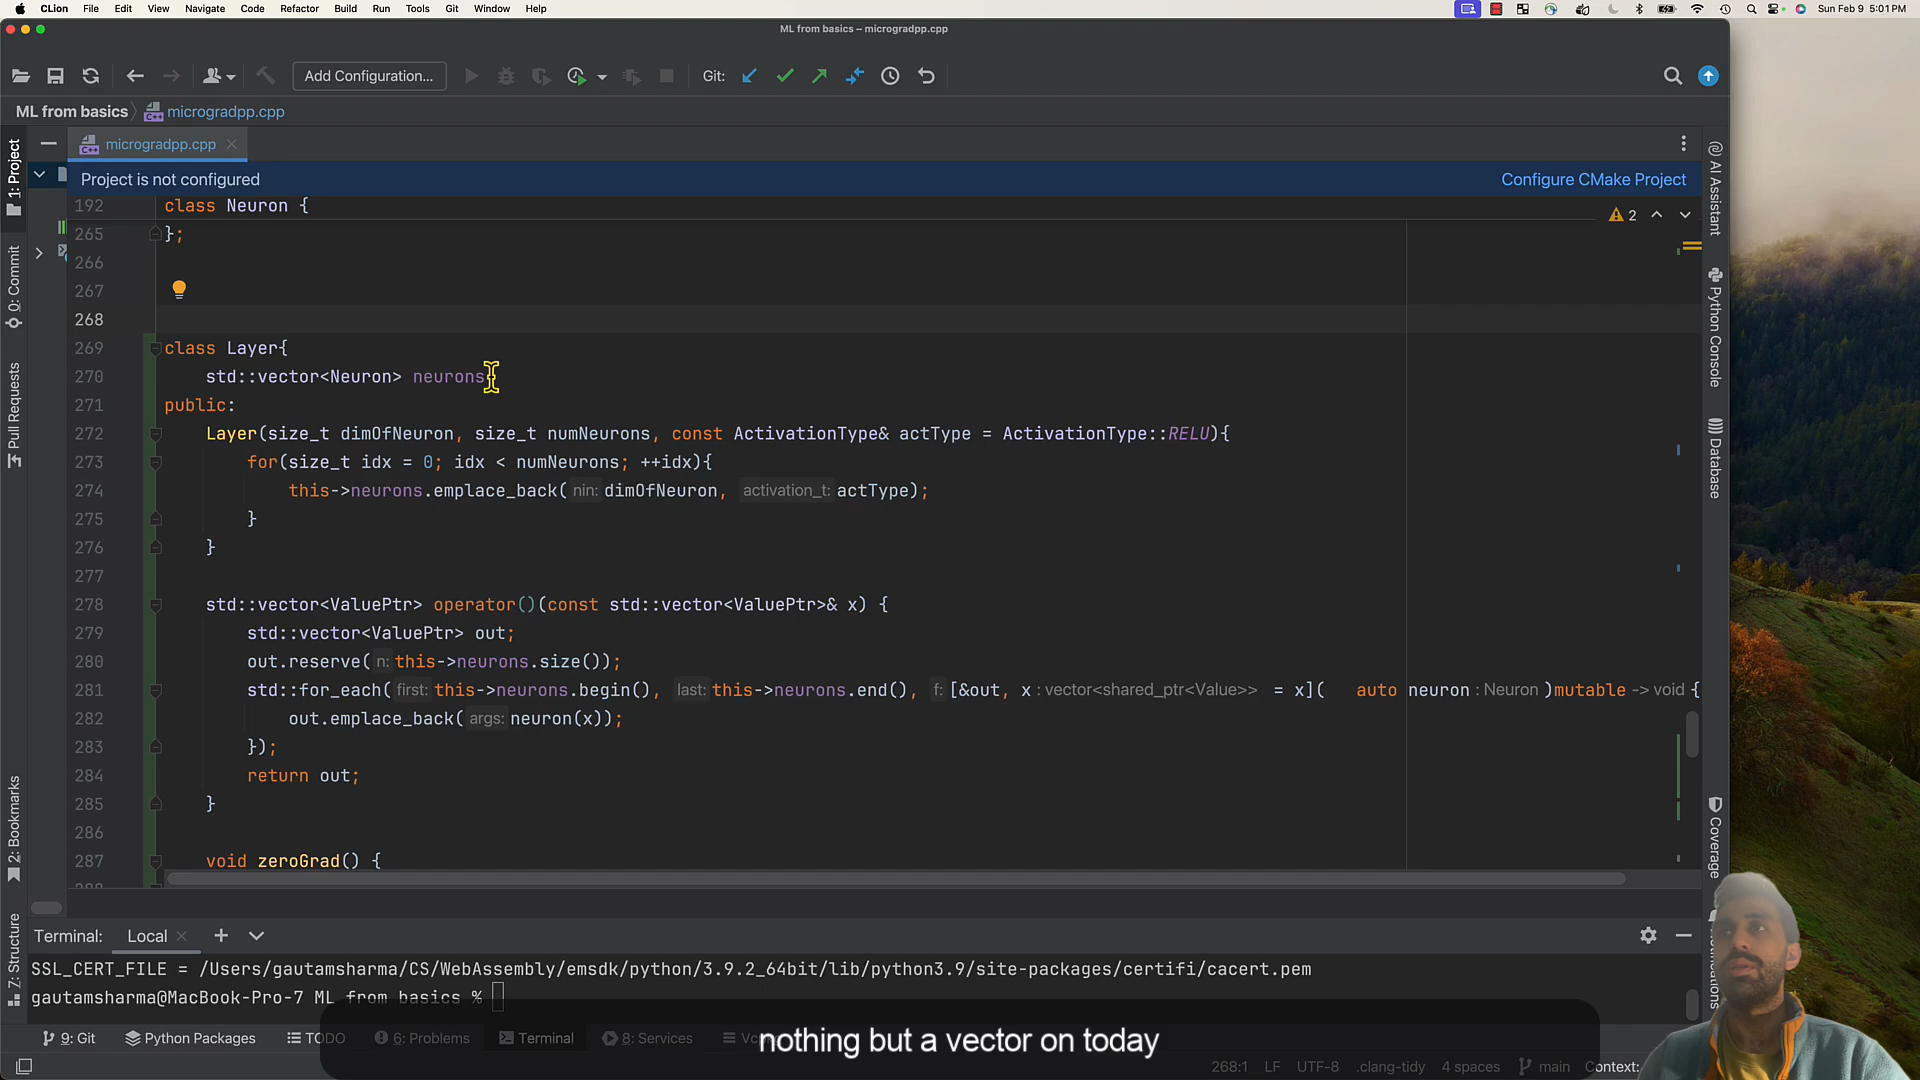 CLion File Edit View Navigate Code Refactor Build Run Tools Git Window Help Sun Feb 9 5:01 PM
ML from basics – microgradpp.cpp
Add Configuration... Git:
ML from basics microgradpp.cpp
microgradpp.cpp
Project is not configured Configure CMake Project
192 class Neuron {
2
265 };
266
267
268
269 class Layer{
270 std::vector<Neuron> neurons
271 public:
272 Layer(size_t dimOfNeuron, size_t numNeurons, const ActivationType& actType = ActivationType::RELU){
273 for(size_t idx = 0; idx < numNeurons; ++idx){
274 this->neurons.emplace_back( nin: dimOfNeuron, activation_t: actType);
275 }
276 }
277
278 std::vector<ValuePtr> operator()(const std::vector<ValuePtr>& x) {
279 std::vector<ValuePtr> out;
280 out.reserve( n: this->neurons.size());
281 std::for_each( first: this->neurons.begin(), last: this->neurons.end(), f: [&out, x : vector<shared_ptr<Value>> = x]( auto neuron : Neuron )mutable -> void {
282 out.emplace_back( args: neuron(x));
283 });
284 return out;
285 }
286
287 void zeroGrad() {
1: Project
0: Commit
Pull Requests
2: Bookmarks
7: Structure
AI Assistant
Python Console
Database
Coverage
Terminal: Local
SSL_CERT_FILE = /Users/gautamsharma/CS/WebAssembly/emsdk/python/3.9.2_64bit/lib/python3.9/site-packages/certifi/cacert.pem
gautamsharma@MacBook-Pro-7 ML from basics %
9: Git Python Packages TODO 6: Problems Terminal 8: Services
nothing but a vector on today
268:1 LF UTF-8 .clang-tidy 4 spaces main Context: